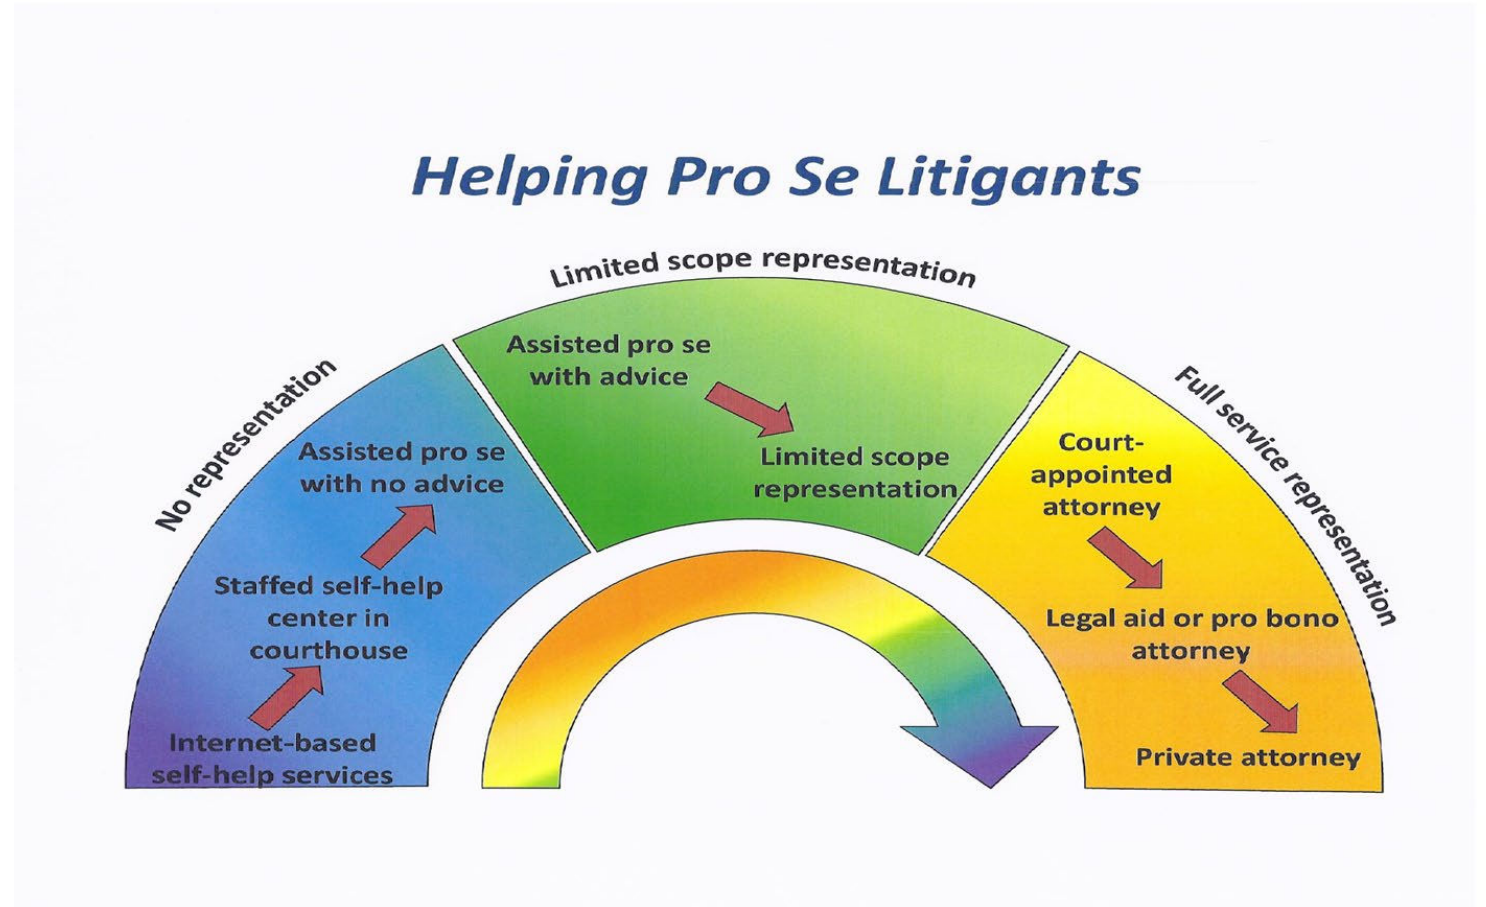 Helping Pro Se Litigants
No representation
Internet-based
self-help services
Staffed self-help
center in
courthouse
Assisted pro se
with no advice
Limited scope representation
Assisted pro se
with advice
Limited scope
representation
Full service representation
Court-
appointed
attorney
Legal aid or pro bono
attorney
Private attorney